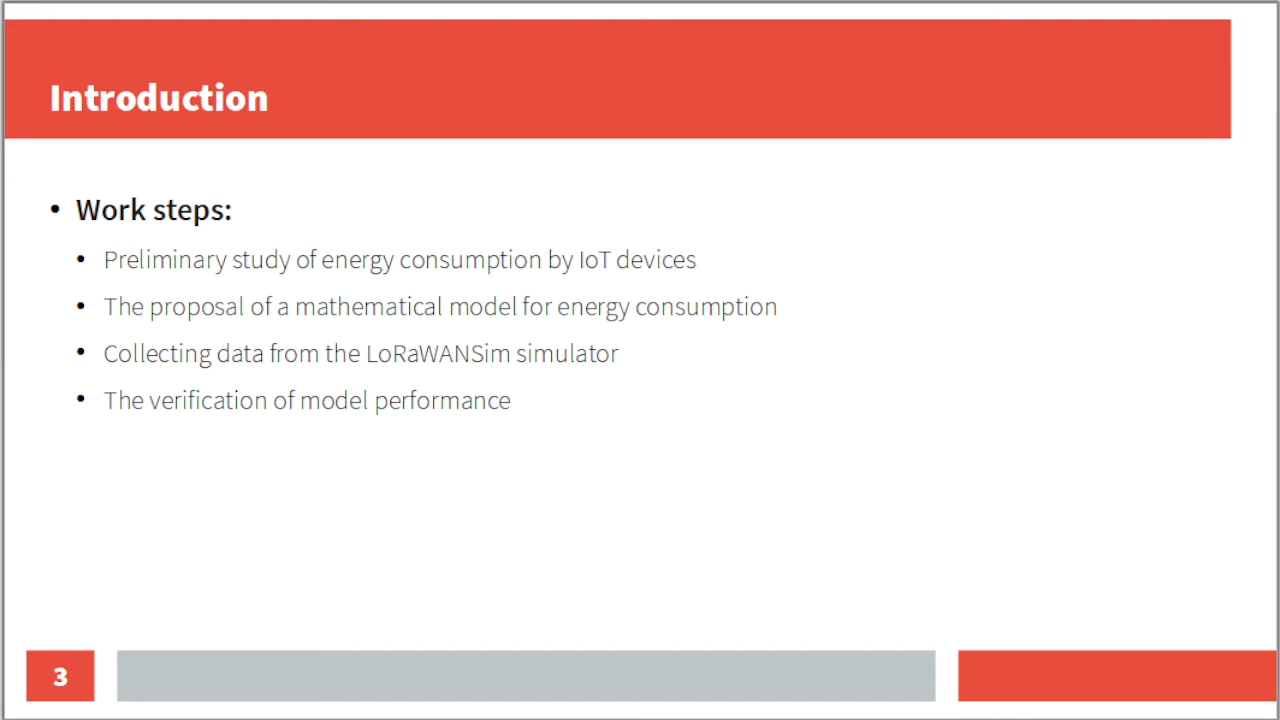 Introduction
• Work steps:
• Preliminary study of energy consumption by IoT devices
• The proposal of a mathematical model for energy consumption
• Collecting data from the LoRaWANSim simulator
• The verification of model performance
3